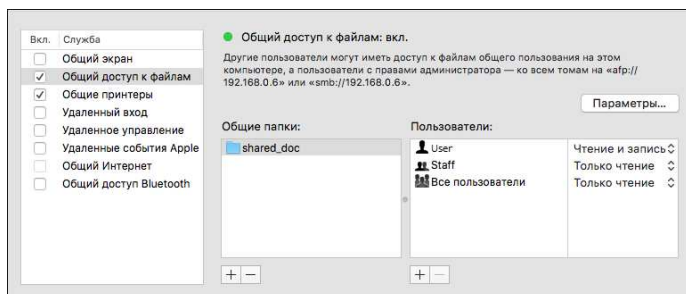 Вкл. Служба
Общий экран
Общий доступ к файлам
Общие принтеры
Удаленный вход
Удаленное управление
Удаленные события Apple
Общий Интернет
Общий доступ Bluetooth
Общий доступ к файлам: вкл.
Другие пользователи могут иметь доступ к файлам общего пользования на этом
компьютере, а пользователи с правами администратора — ко всем томам на «afp://
192.168.0.6» или «smb://192.168.0.6».
Параметры...
Общие папки:
shared_doc
Пользователи:
User Чтение и запись
Staff Только чтение
Все пользователи Только чтение